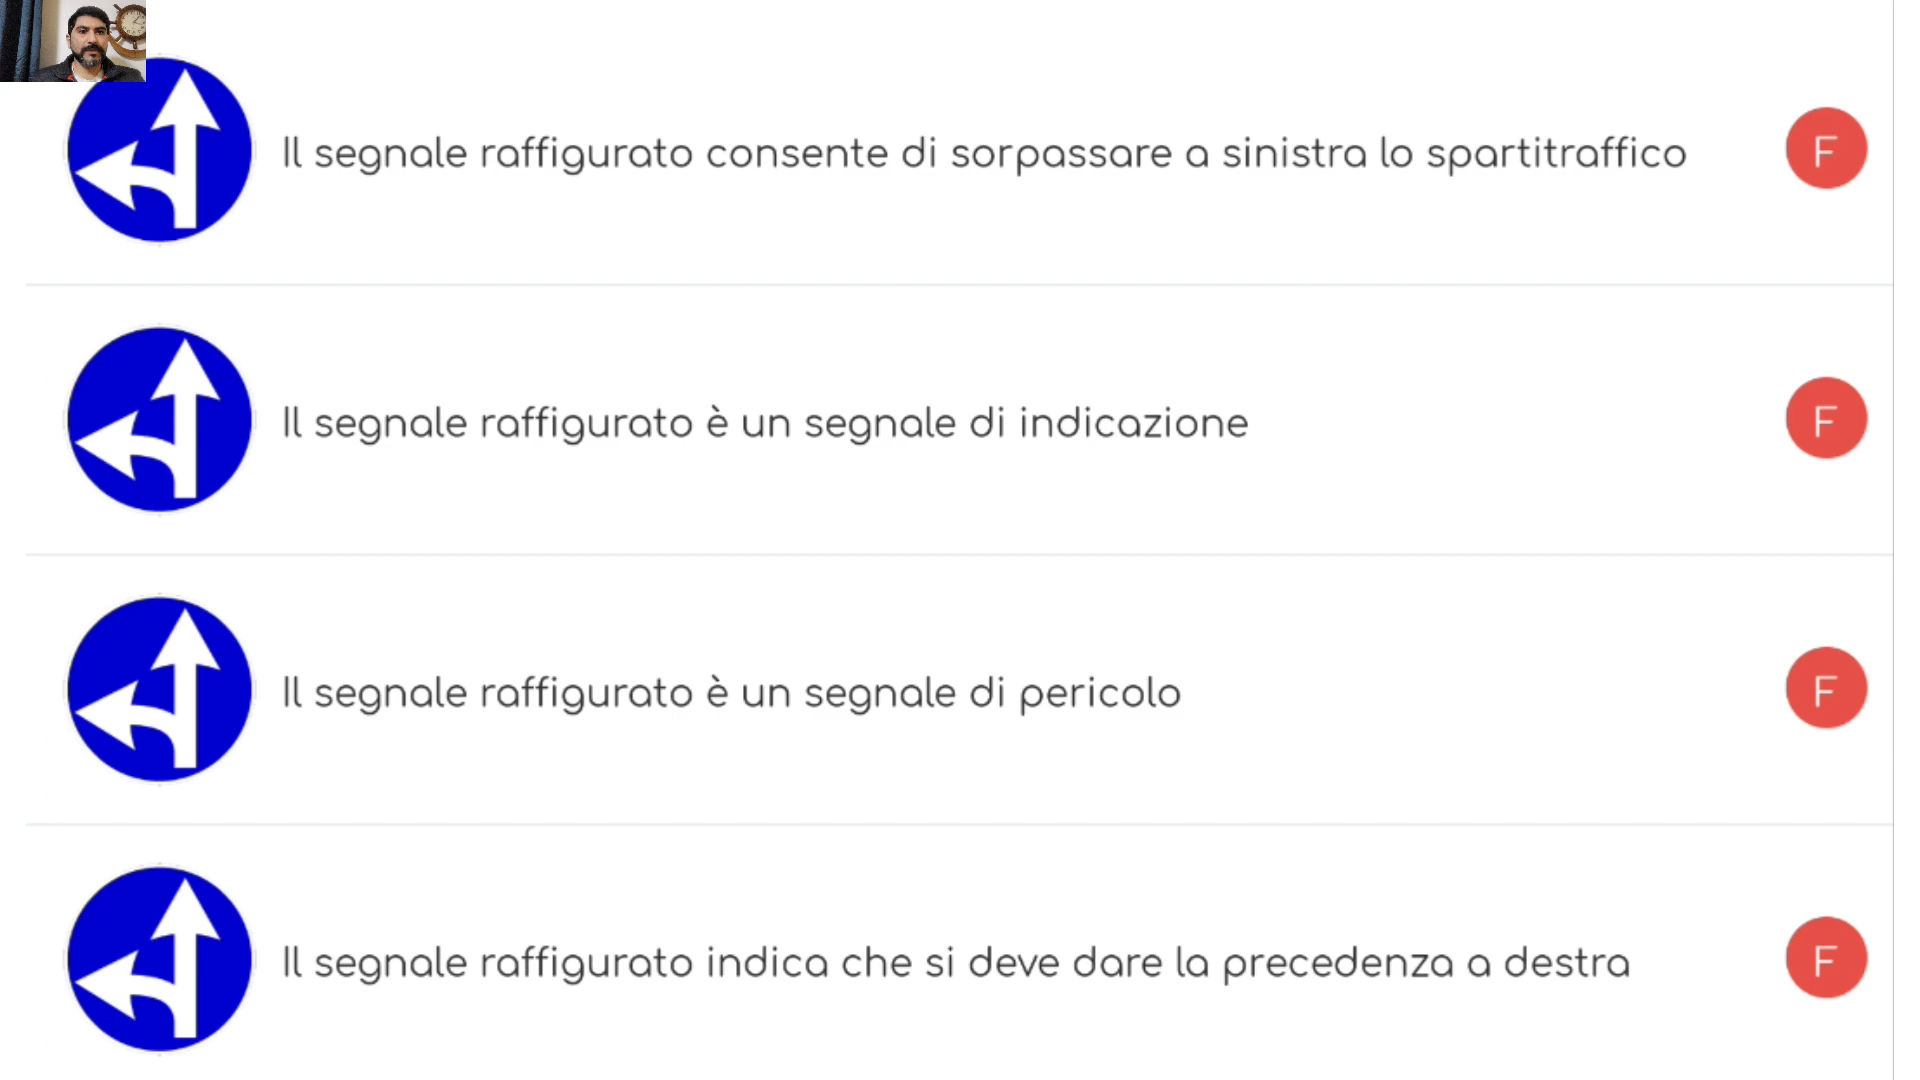 Il segnale raffigurato consente di sorpassare a sinistra lo spartitraffico
F
Il segnale raffigurato è un segnale di indicazione
F
Il segnale raffigurato è un segnale di pericolo
F
Il segnale raffigurato indica che si deve dare la precedenza a destra
F